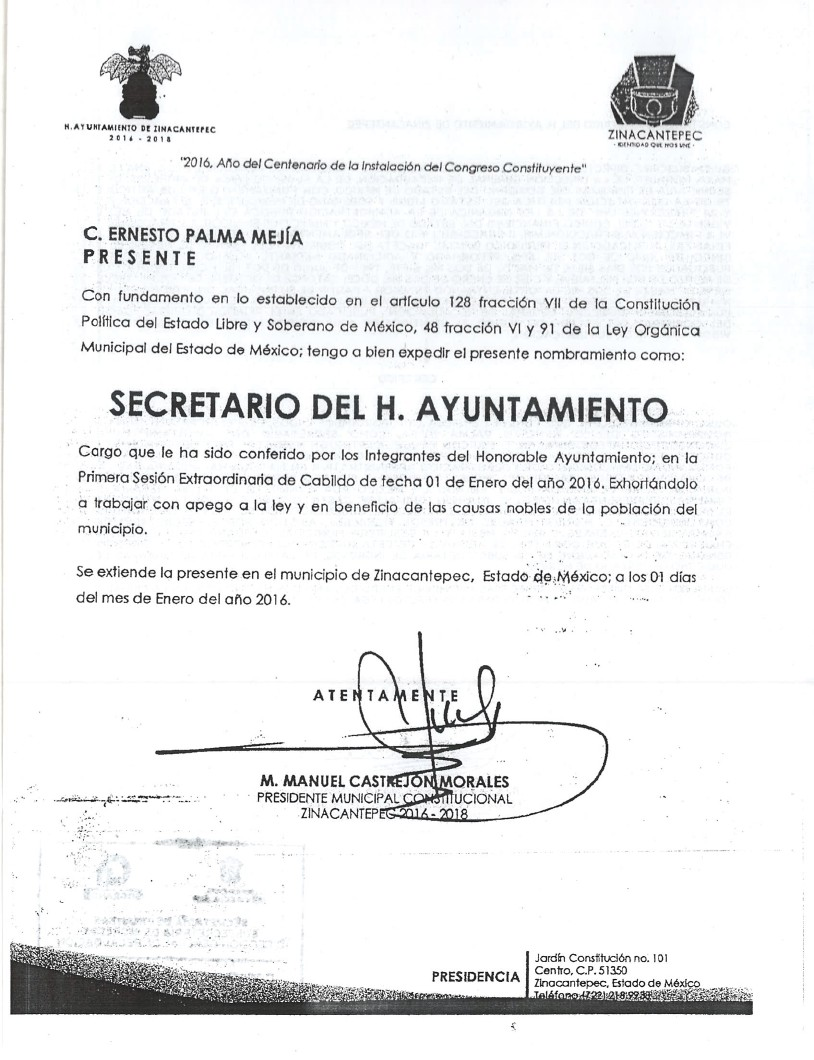 H. AYUNTAMIENTO DE ZINACANTEPEC
2016 - 2018
ZINACANTEPEC
- IDENTIDAD QUE NOS UNE -
"2016, Año del Centenario de la Instalación del Congreso Constituyente"
C. ERNESTO PALMA MEJÍA
P R E S E N T E
Con fundamento en lo establecido en el artículo 128 fracción VII de la Constitución
Política del Estado Libre y Soberano de México, 48 fracción VI y 91 de la Ley Orgánica
Municipal del Estado de México; tengo a bien expedir el presente nombramiento como:
SECRETARIO DEL H. AYUNTAMIENTO
Cargo que le ha sido conferido por los Integrantes del Honorable Ayuntamiento; en la
Primera Sesión Extraordinaria de Cabildo de fecha 01 de Enero del año 2016. Exhortándolo
a trabajar con apego a la ley y en beneficio de las causas nobles de la población del
municipio.
Se extiende la presente en el municipio de Zinacantepec, Estado de México; a los 01 días
del mes de Enero del año 2016.
A T E N T A M E N T E
M. MANUEL CASTREJÓN MORALES
PRESIDENTE MUNICIPAL CONSTITUCIONAL
ZINACANTEPEC 2016 - 2018
PRESIDENCIA
Jardín Constitución no. 101
Centro, C.P. 51350
Zinacantepec, Estado de México
Teléfono: